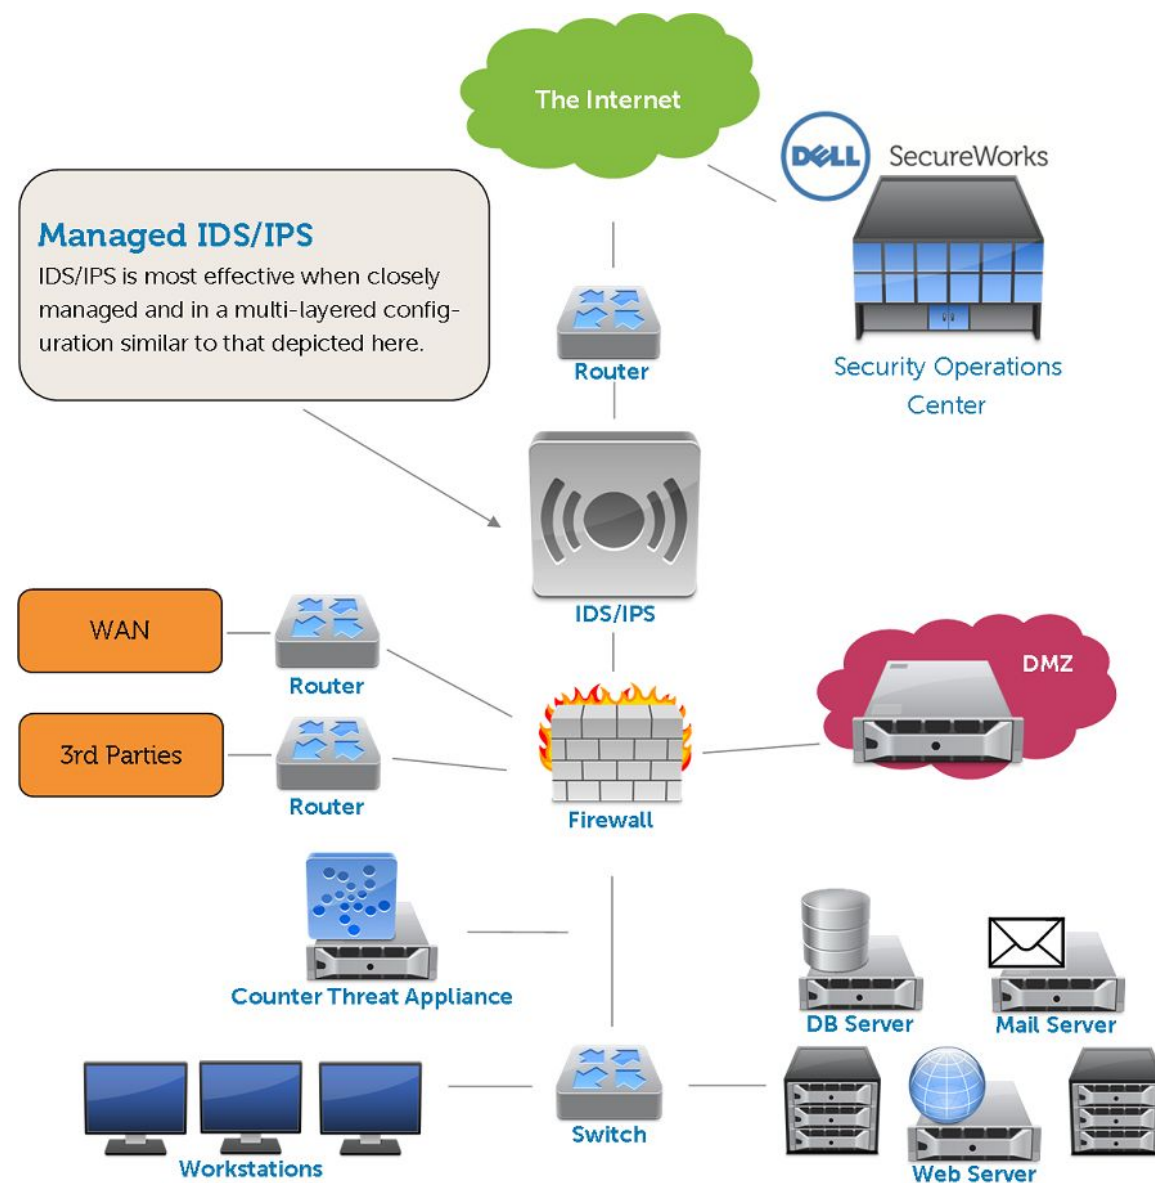 The Internet
DELL
SecureWorks
Managed IDS/IPS
IDS/IPS is most effective when closely
managed and in a multi-layered config-
uration similar to that depicted here.
Router
Security Operations
Center
IDS/IPS
WAN
Router
DMZ
3rd Parties
Router
Firewall
Counter Threat Appliance
DB Server
Mail Server
Switch
Workstations
Web Server